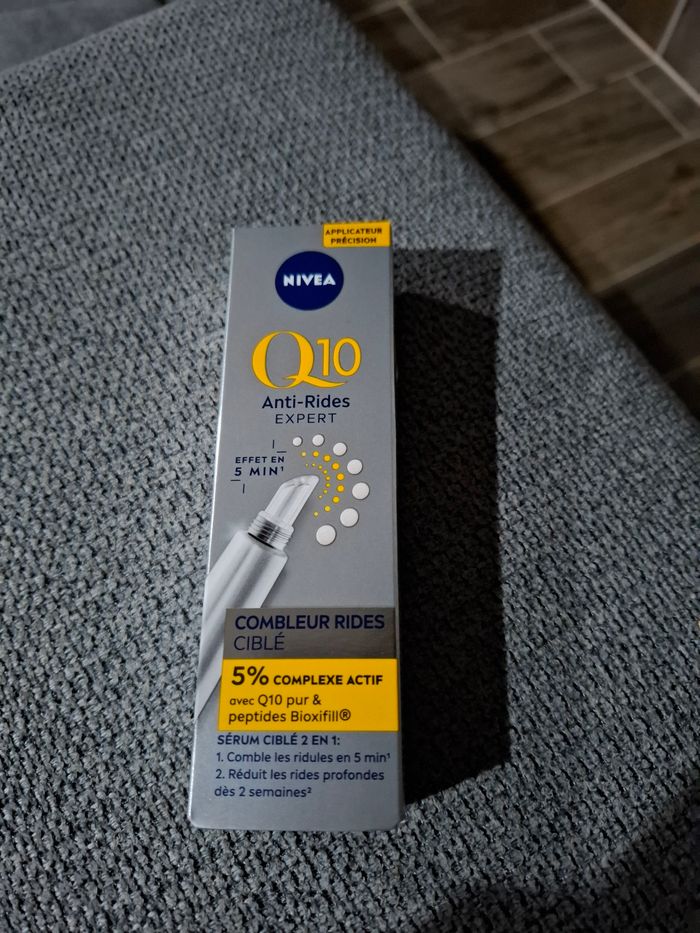 APPLICATEUR
PRÉCISION
NIVEA
Q10
Anti-Rides
EXPERT
EFFET EN
5 MIN¹
COMBLEUR RIDES
CIBLÉ
5% COMPLEXE ACTIF
avec Q10 pur &
peptides Bioxifill®
SÉRUM CIBLÉ 2 EN 1:
1. Comble les ridules en 5 min¹
2. Réduit les rides profondes
dès 2 semaines²